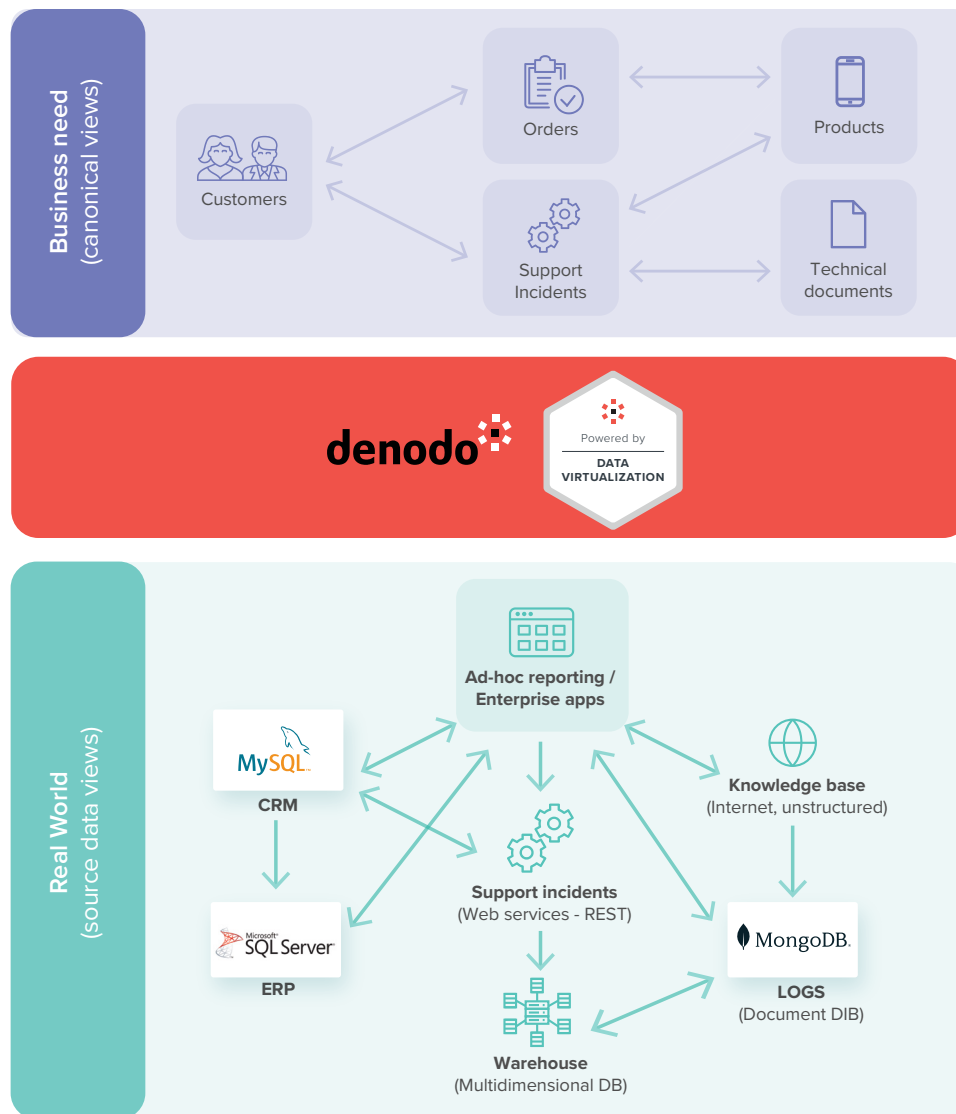 Business need
(canonical views)
Customers
Orders
Products
Support
Incidents
Technical
documents
denodo
Powered by
DATA
VIRTUALIZATION
Real World
(source data views)
Ad-hoc reporting /
Enterprise apps
MySQL
CRM
Knowledge base
(Internet, unstructured)
Support incidents
(Web services - REST)
Microsoft
SQL Server
ERP
MongoDB.
LOGS
(Document DIB)
Warehouse
(Multidimensional DB)